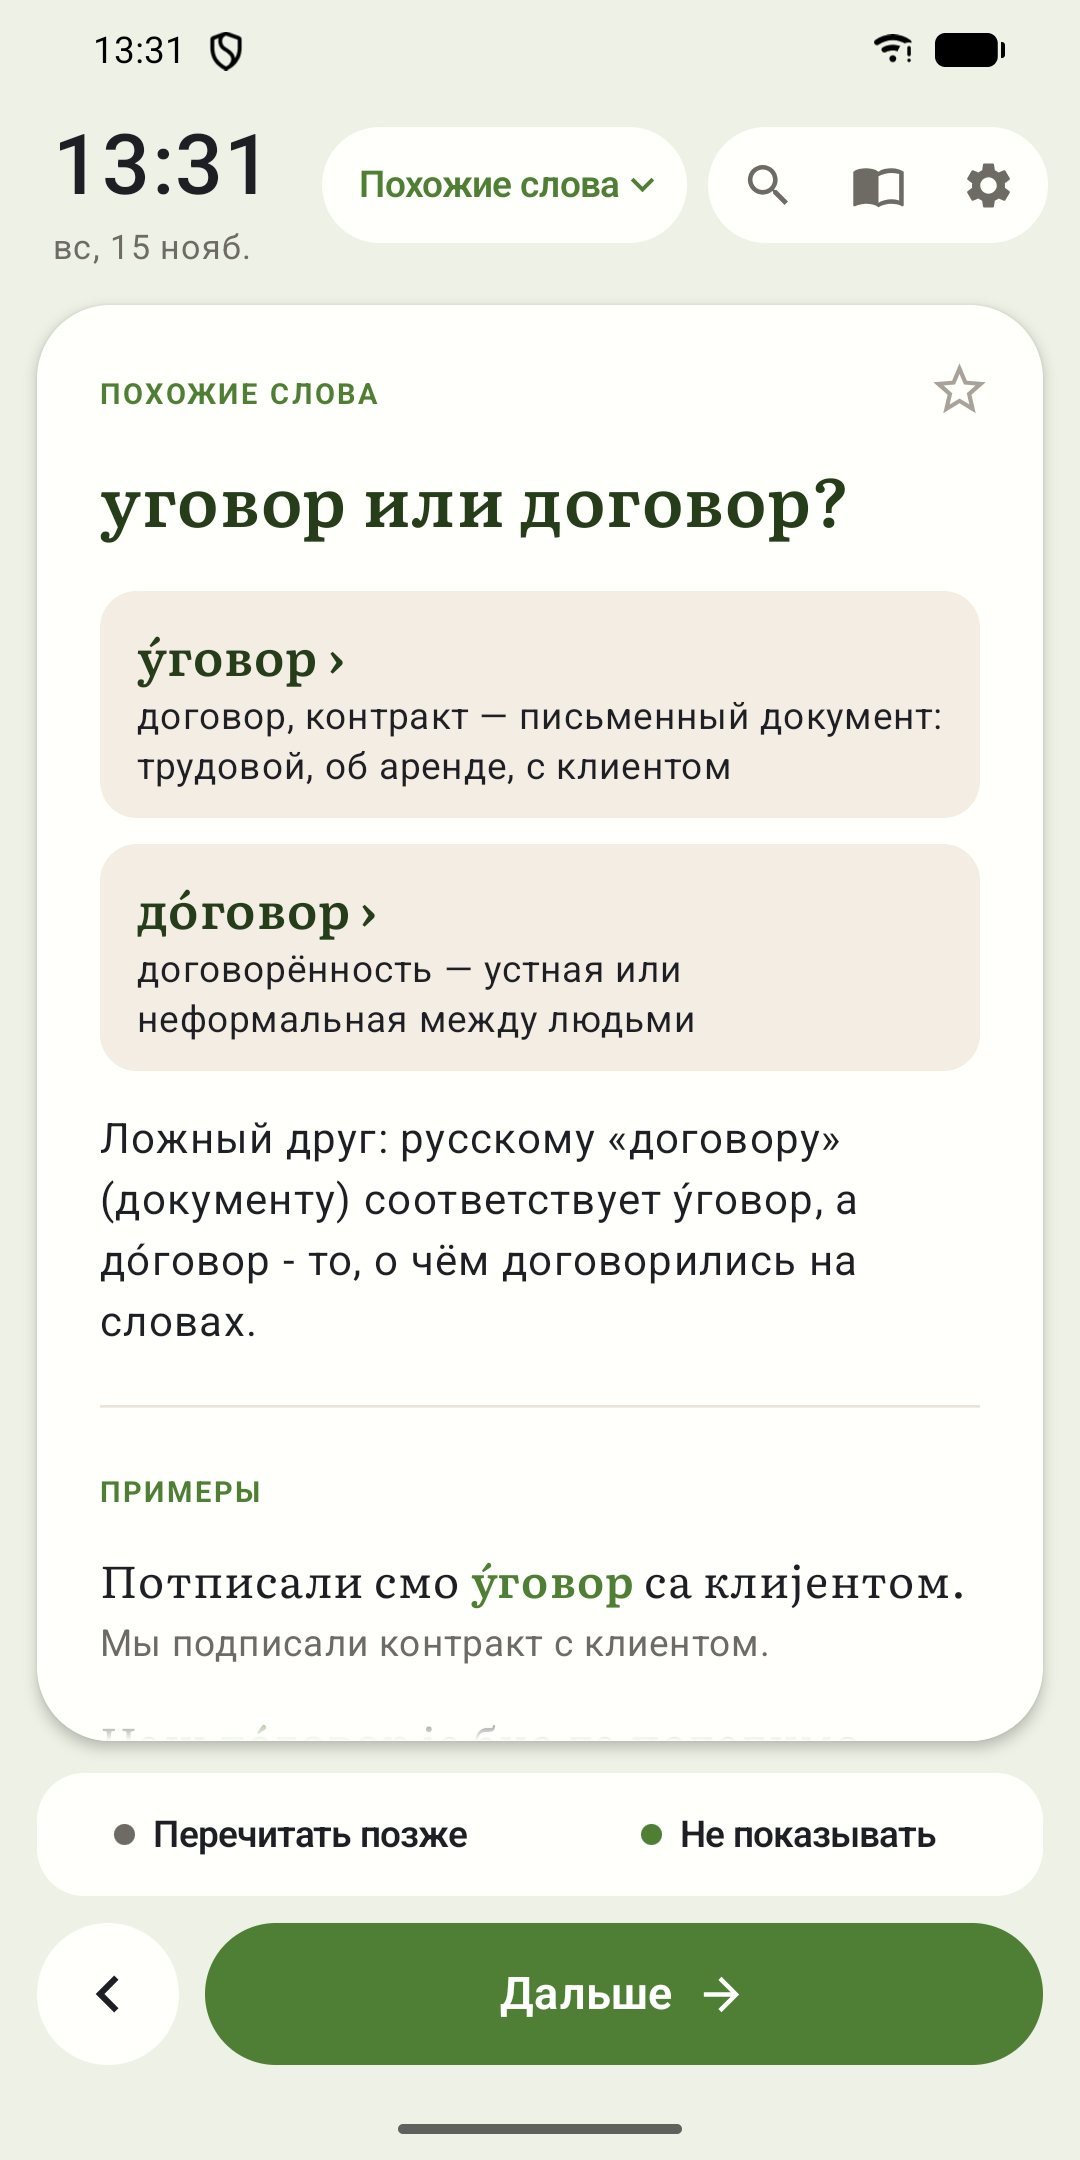 13:31
13:31
вс, 15 нояб.
Похожие слова
ПОХОЖИЕ СЛОВА
уговор или договор?
у́говор ›
договор, контракт — письменный документ:
трудовой, об аренде, с клиентом
до́говор ›
договорённость — устная или
неформальная между людьми
Ложный друг: русскому «договору»
(документу) соответствует у́говор, а
до́говор - то, о чём договорились на
словах.
ПРИМЕРЫ
Потписали смо у́говор са клијентом.
Мы подписали контракт с клиентом.
Перечитать позже
Не показывать
Дальше